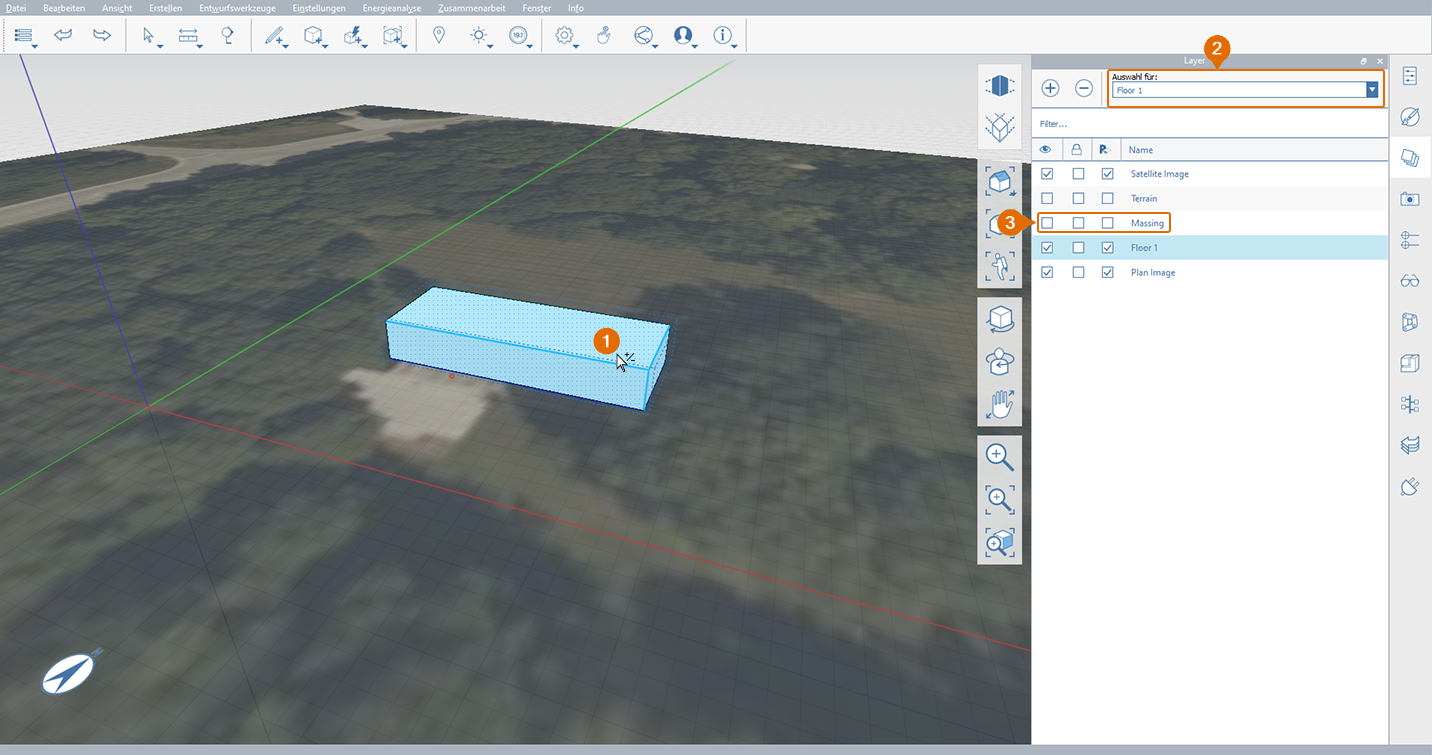 Datei Bearbeiten Ansicht Erstellen Entwurfswerkzeuge Einstellungen Energieanalyse Zusammenarbeit Fenster Info
191
2
Layer
Auswahl für:
Floor 1
Filter...
Name
Satellite Image
Terrain
3
Massing
Floor 1
Plan Image
1